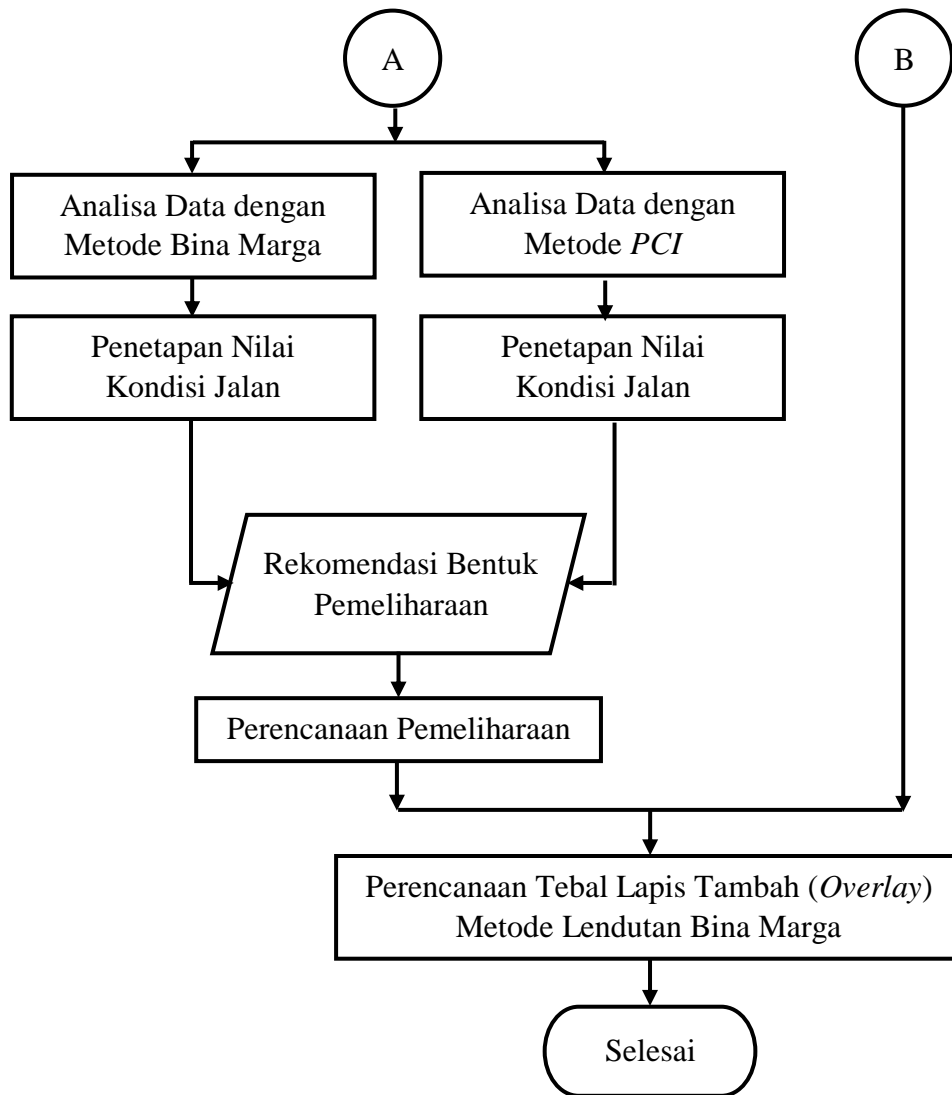 A
B
Analisa Data dengan
Metode Bina Marga
Analisa Data dengan
Metode PCI
Penetapan Nilai
Kondisi Jalan
Penetapan Nilai
Kondisi Jalan
Rekomendasi Bentuk
Pemeliharaan
Perencanaan Pemeliharaan
Perencanaan Tebal Lapis Tambah (Overlay)
Metode Lendutan Bina Marga
Selesai